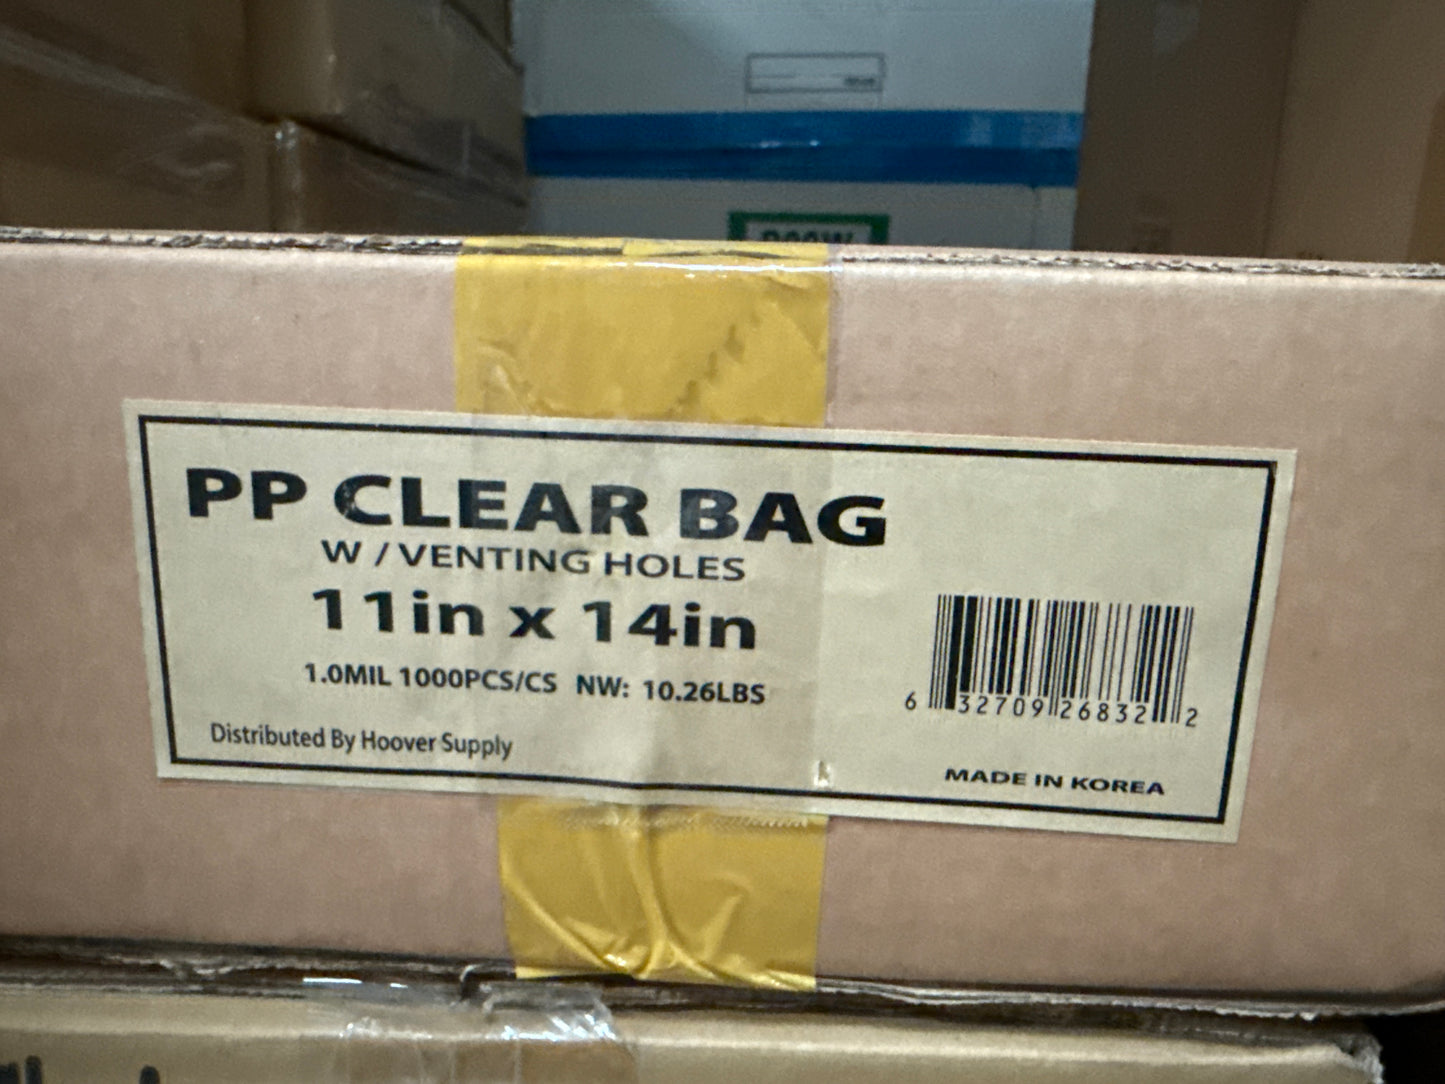 PP CLEAR BAG
W / VENTING HOLES
11in x 14in
1.0MIL 1000PCS/CS NW: 10.26LBS
Distributed By Hoover Supply
6 32709 26832 2
MADE IN KOREA